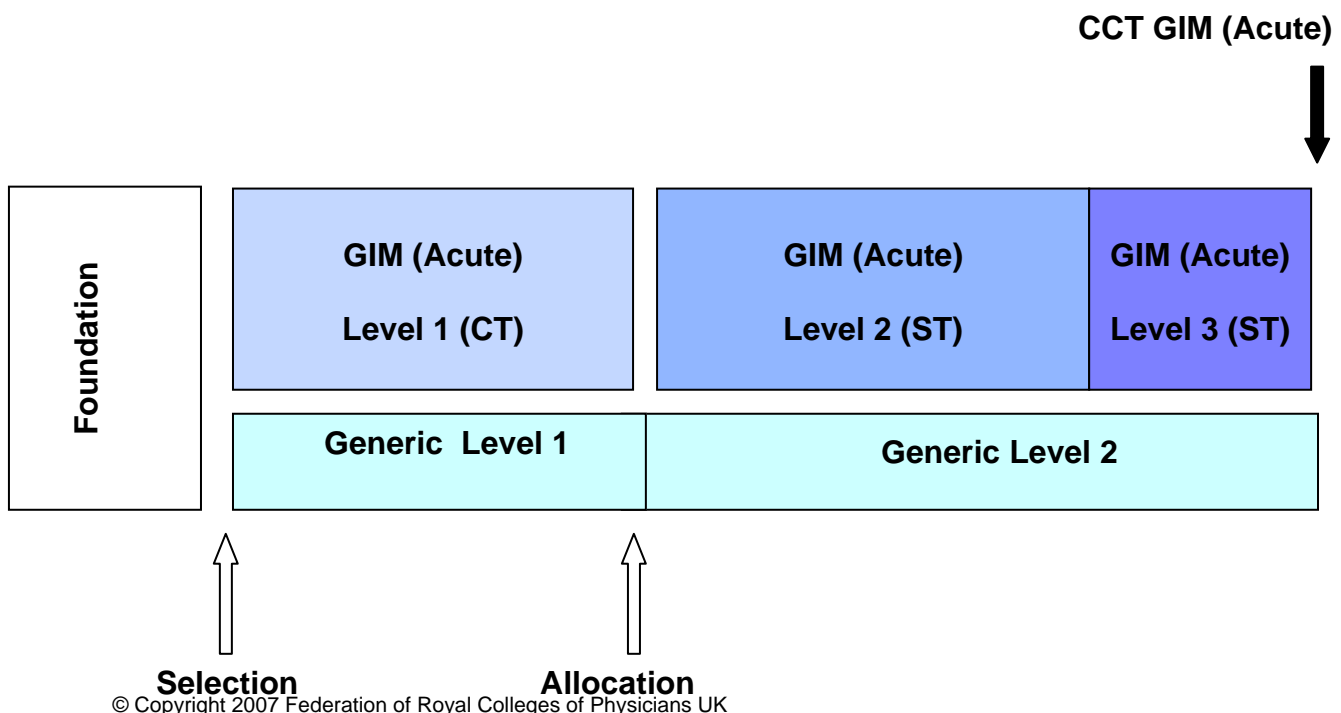 CCT GIM (Acute)
Foundation
GIM (Acute)
Level 1 (CT)
GIM (Acute)
Level 2 (ST)
GIM (Acute)
Level 3 (ST)
Generic Level 1
Generic Level 2
Selection
Allocation
© Copyright 2007 Federation of Royal Colleges of Physicians UK